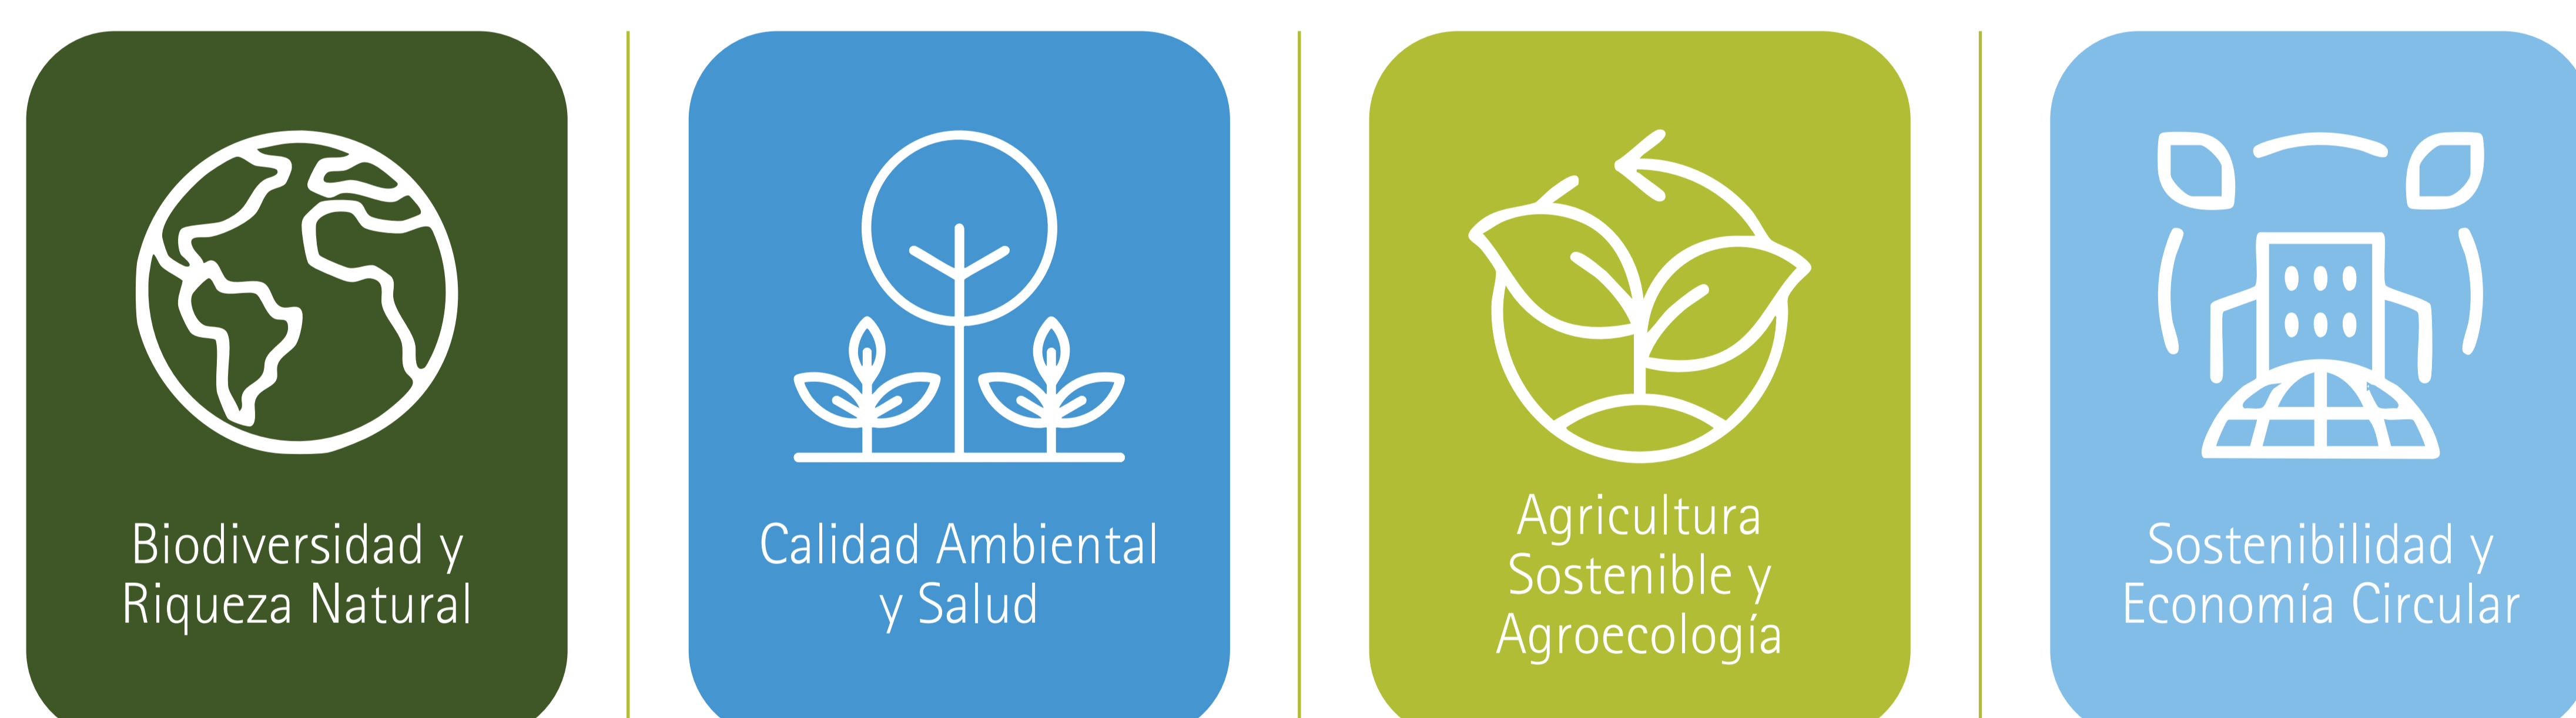 Biodiversidad y
Riqueza Natural
Calidad Ambiental
y Salud
Agricultura
Sostenible y
Agroecología
Sostenibilidad y
Economía Circular